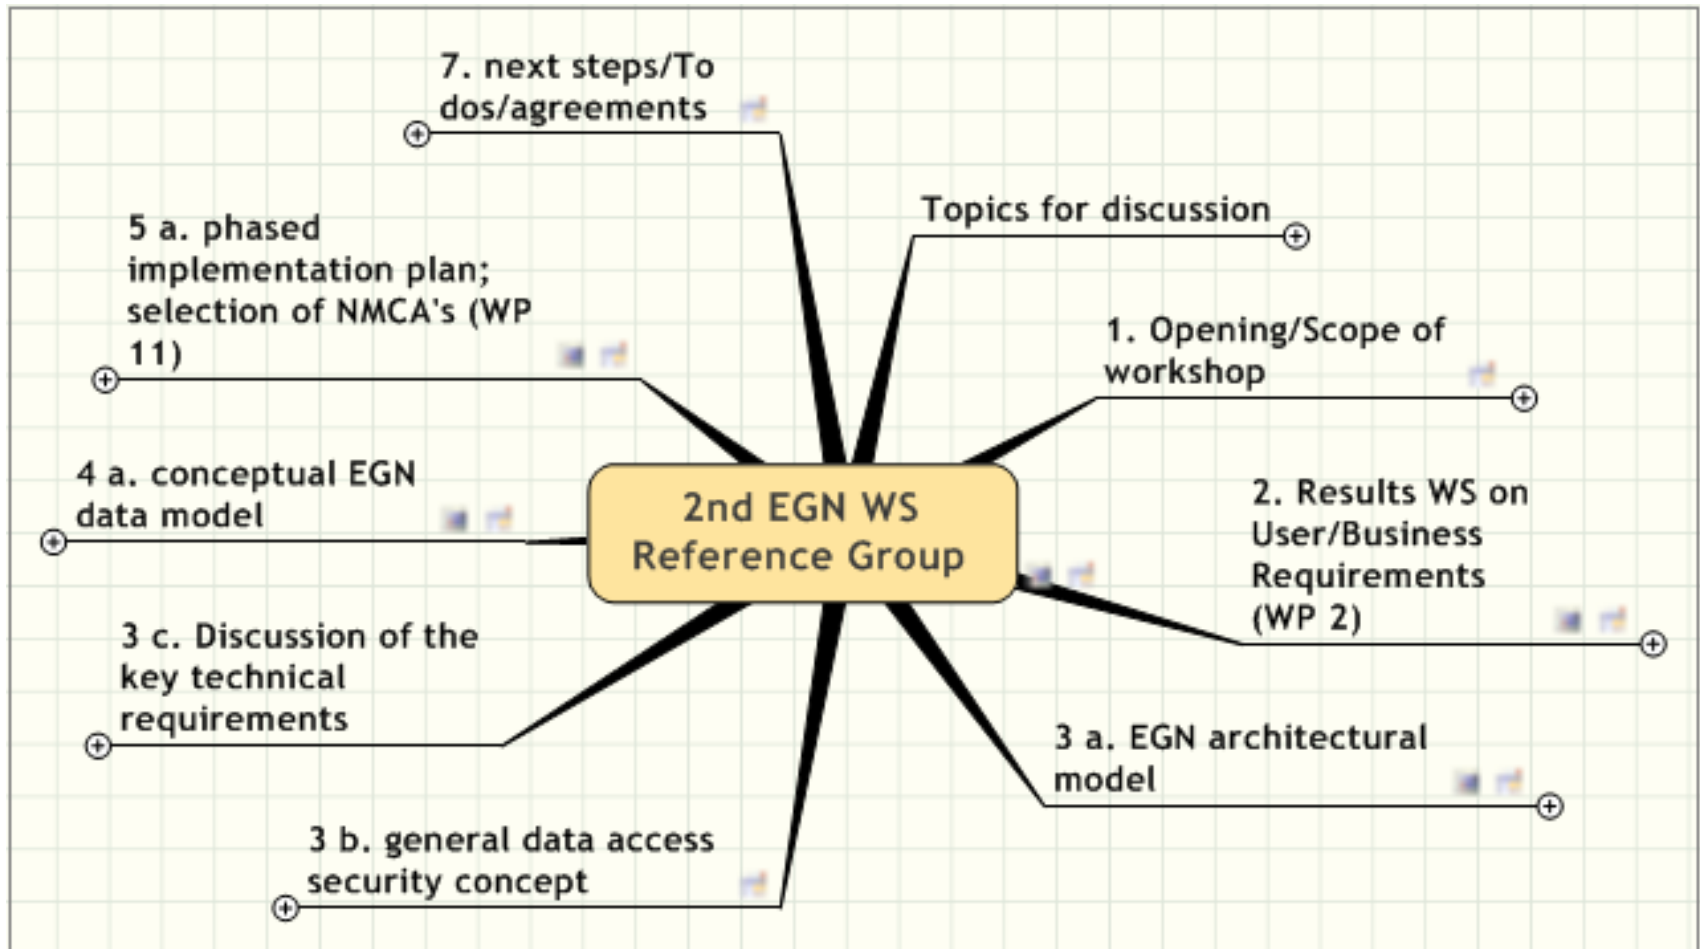 7. next steps/To
dos/agreements
Topics for discussion
5 a. phased
implementation plan;
selection of NMCA's (WP
11)
1. Opening/Scope of
workshop
4 a. conceptual EGN
data model
2nd EGN WS
Reference Group
2. Results WS on
User/Business
Requirements
(WP 2)
3 c. Discussion of the
key technical
requirements
3 a. EGN architectural
model
3 b. general data access
security concept